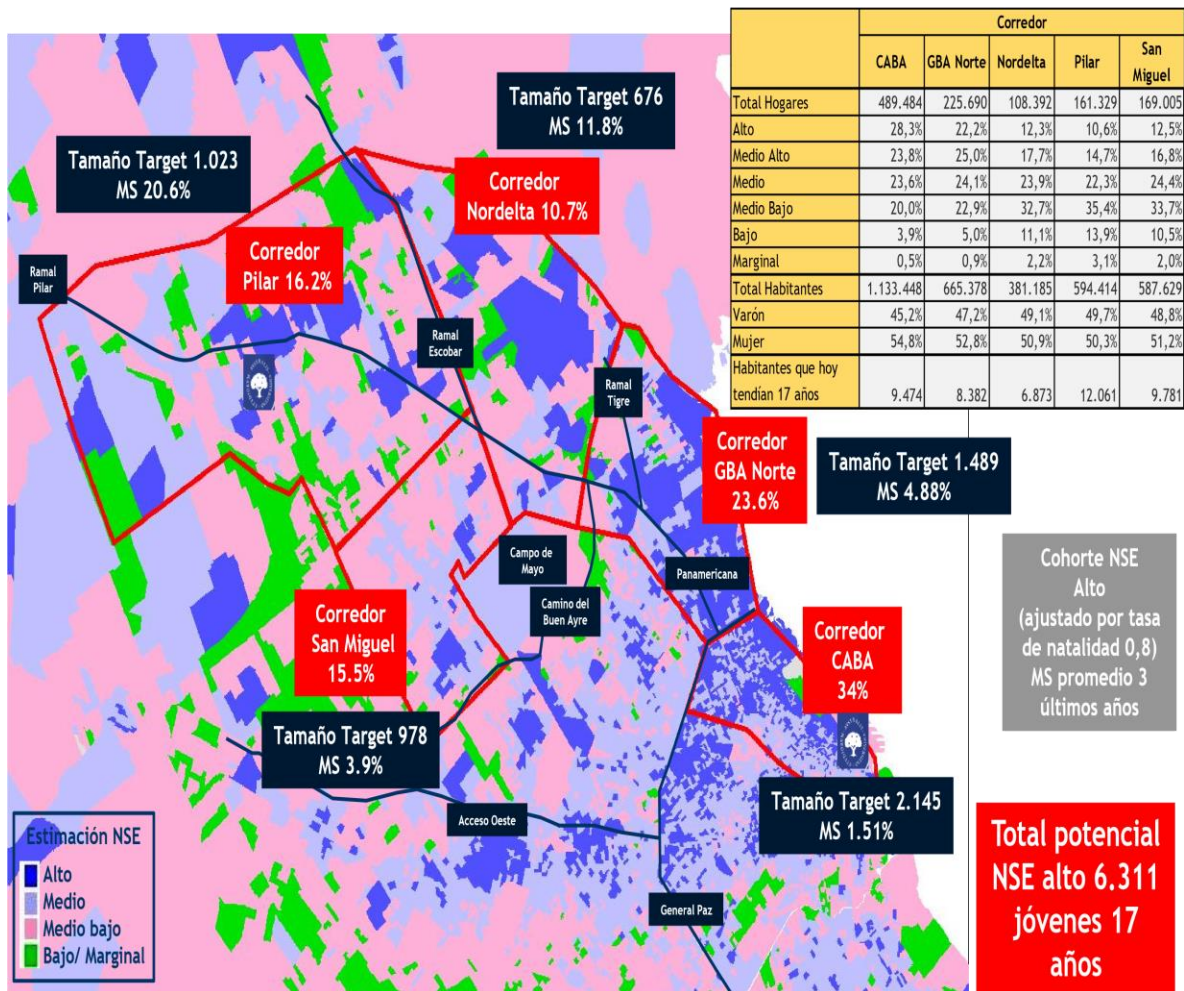 Corredor
CABA GBA Norte Nordelta Pilar San Miguel
Total Hogares 489.484 225.690 108.392 161.329 169.005
Alto 28,3% 22,2% 12,3% 10,6% 12,5%
Medio Alto 23,8% 25,0% 17,7% 14,7% 16,8%
Medio 23,6% 24,1% 23,9% 22,3% 24,4%
Medio Bajo 20,0% 22,9% 32,7% 35,4% 33,7%
Bajo 3,9% 5,0% 11,1% 13,9% 10,5%
Marginal 0,5% 0,9% 2,2% 3,1% 2,0%
Total Habitantes 1.133.448 665.378 381.185 594.414 587.629
Varón 45,2% 47,2% 49,1% 49,7% 48,8%
Mujer 54,8% 52,8% 50,9% 50,3% 51,2%
Habitantes que hoy
tendían 17 años 9.474 8.382 6.873 12.061 9.781
Tamaño Target 676
MS 11.8%
Tamaño Target 1.023
MS 20.6%
Corredor
Nordelta 10.7%
Corredor
Pilar 16.2%
Ramal
Pilar
Ramal
Escobar
Ramal
Tigre
Corredor
GBA Norte
23.6%
Tamaño Target 1.489
MS 4.88%
Campo de
Mayo
Panamericana
Camino del
Buen Ayre
Cohorte NSE
Alto
(ajustado por tasa
de natalidad 0,8)
MS promedio 3
últimos años
Corredor
San Miguel
15.5%
Corredor
CABA
34%
Tamaño Target 978
MS 3.9%
Tamaño Target 2.145
MS 1.51%
Acceso Oeste
General Paz
Estimación NSE
Alto
Medio
Medio bajo
Bajo/ Marginal
Total potencial
NSE alto 6.311
jóvenes 17
años